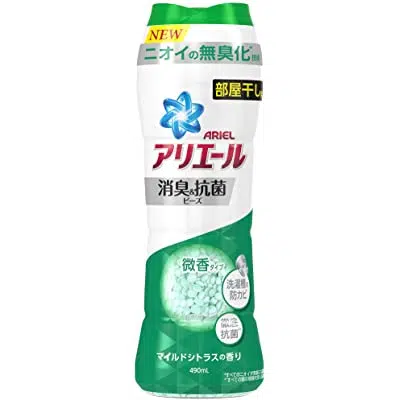 NEW
ニオイの無臭化
部屋干し
ARIEL
アリエール
消臭&抗菌
ビーズ
微香タイプ
洗濯槽の
防カビ
抗菌
マイルドシトラスの香り
490mL